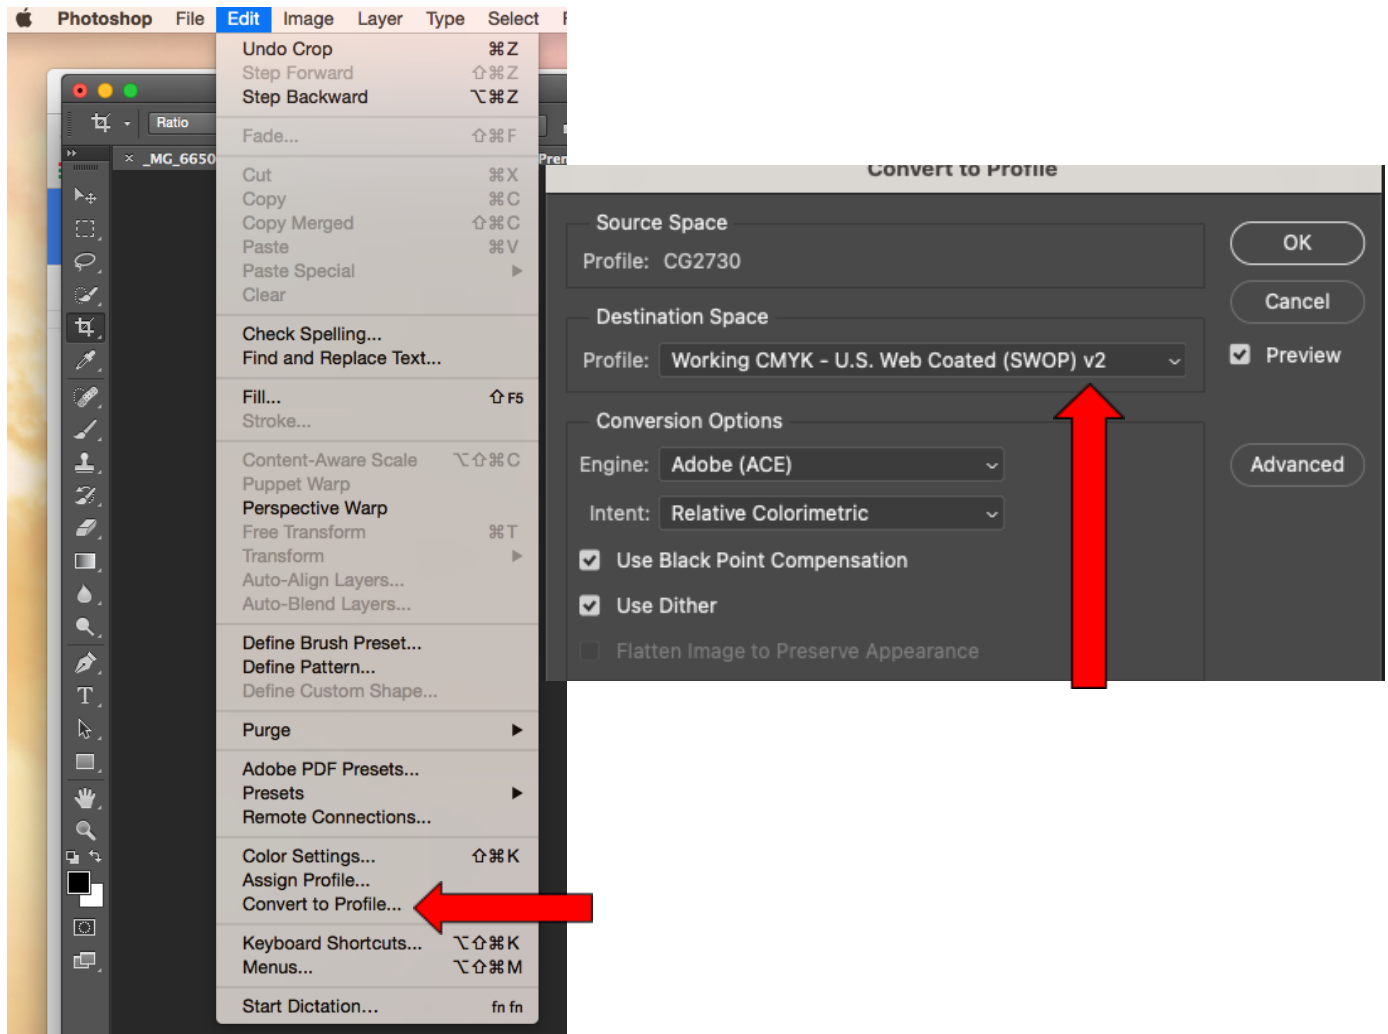 Photoshop File Edit Image Layer Type Select
Undo Crop ⌘Z
Step Forward ⇧⌘Z
Step Backward ⌥⌘Z
Ratio
Fade... ⇧⌘F
× _MG_6650
Cut ⌘X
Copy ⌘C
Copy Merged ⇧⌘C
Paste ⌘V
Paste Special ▶
Clear
Check Spelling...
Find and Replace Text...
Fill... ⇧F5
Stroke...
Content-Aware Scale ⌥⇧⌘C
Puppet Warp
Perspective Warp
Free Transform ⌘T
Transform ▶
Auto-Align Layers...
Auto-Blend Layers...
Define Brush Preset...
Define Pattern...
Define Custom Shape...
Purge ▶
Adobe PDF Presets...
Presets ▶
Remote Connections...
Color Settings... ⇧⌘K
Assign Profile...
Convert to Profile...
Keyboard Shortcuts... ⌥⇧⌘K
Menus... ⌥⇧⌘M
Start Dictation... fn fn
Convert to Profile
Source Space
Profile: CG2730
Destination Space
Profile: Working CMYK - U.S. Web Coated (SWOP) v2
Conversion Options
Engine: Adobe (ACE)
Intent: Relative Colorimetric
Use Black Point Compensation
Use Dither
Flatten Image to Preserve Appearance
OK
Cancel
Preview
Advanced